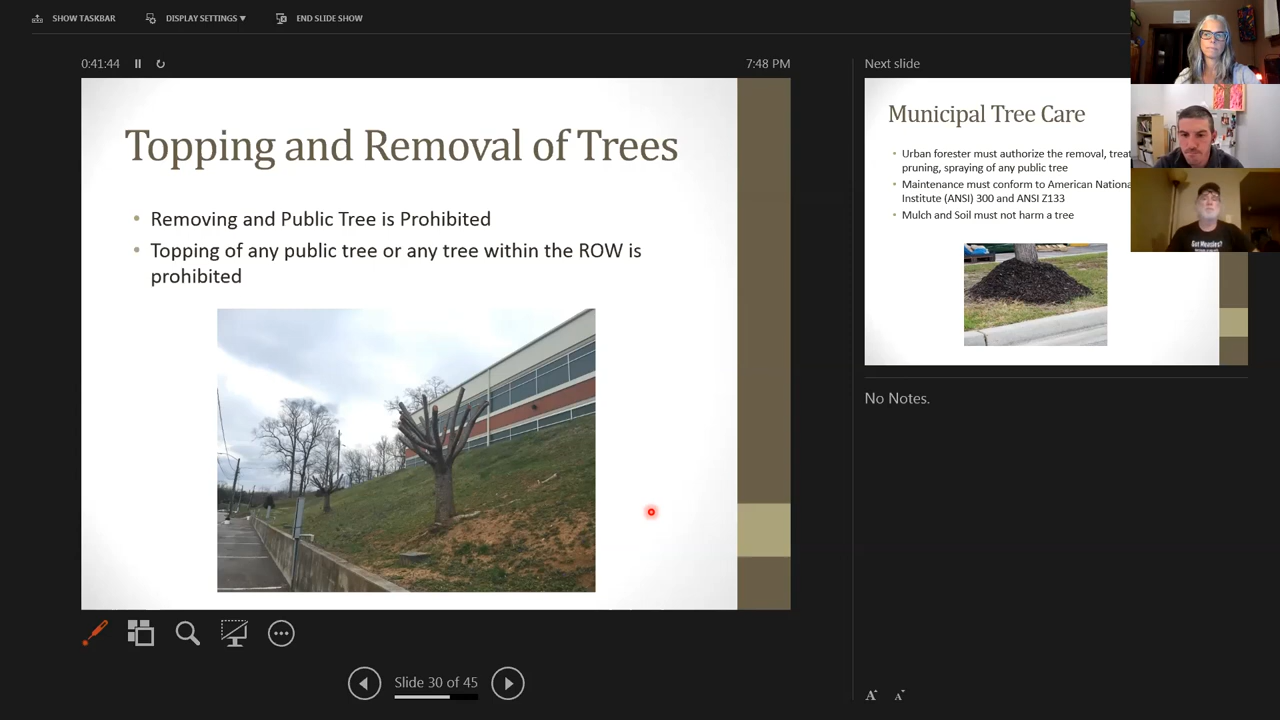 SHOW TASKBAR
DISPLAY SETTINGS ▼
END SLIDE SHOW
0:41:44
7:48 PM
Topping and Removal of Trees
• Removing and Public Tree is Prohibited
• Topping of any public tree or any tree within the ROW is
prohibited
Slide 30 of 45
Next slide
Municipal Tree Care
• Urban forester must authorize the removal, treat
pruning, spraying of any public tree
• Maintenance must conform to American Nationa
Institute (ANSI) 300 and ANSI Z133
• Mulch and Soil must not harm a tree
No Notes.
A A
Got Measles?